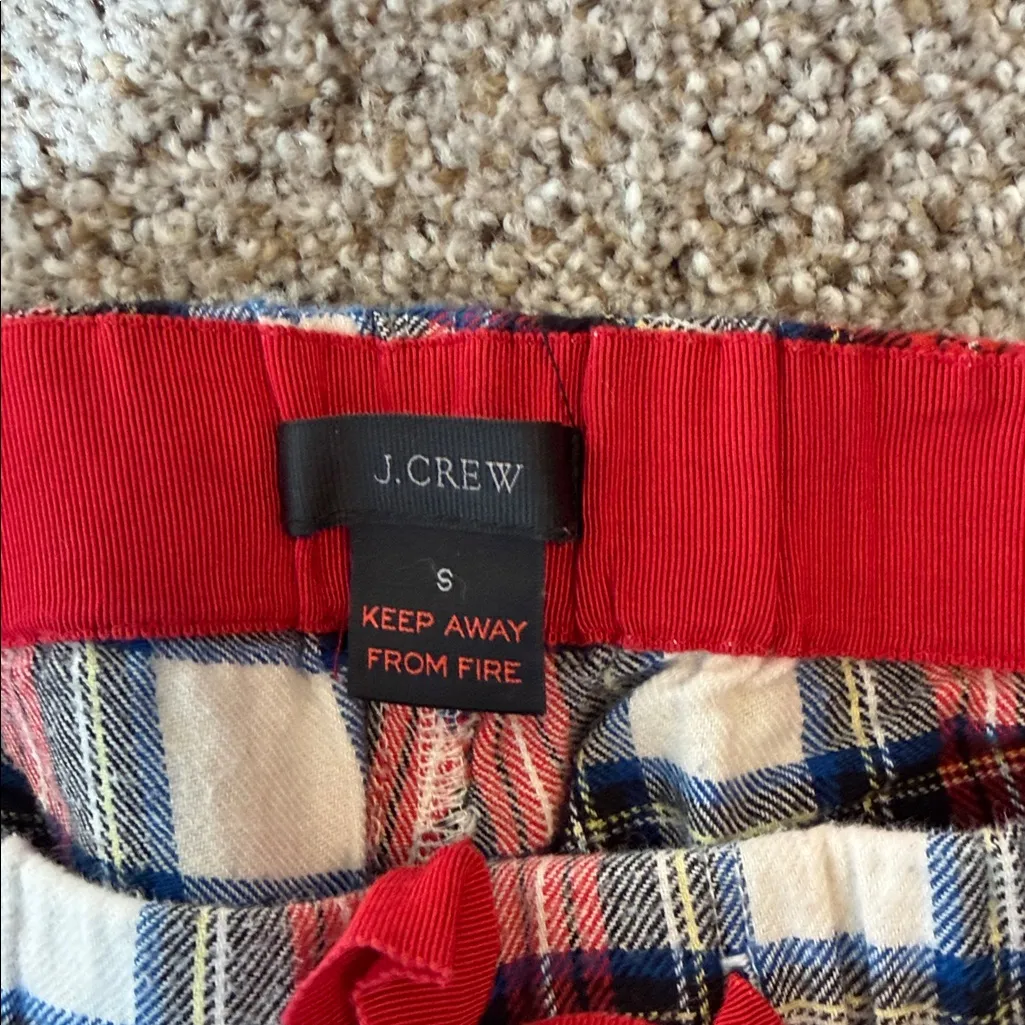 J.CREW
S
KEEP AWAY
FROM FIRE